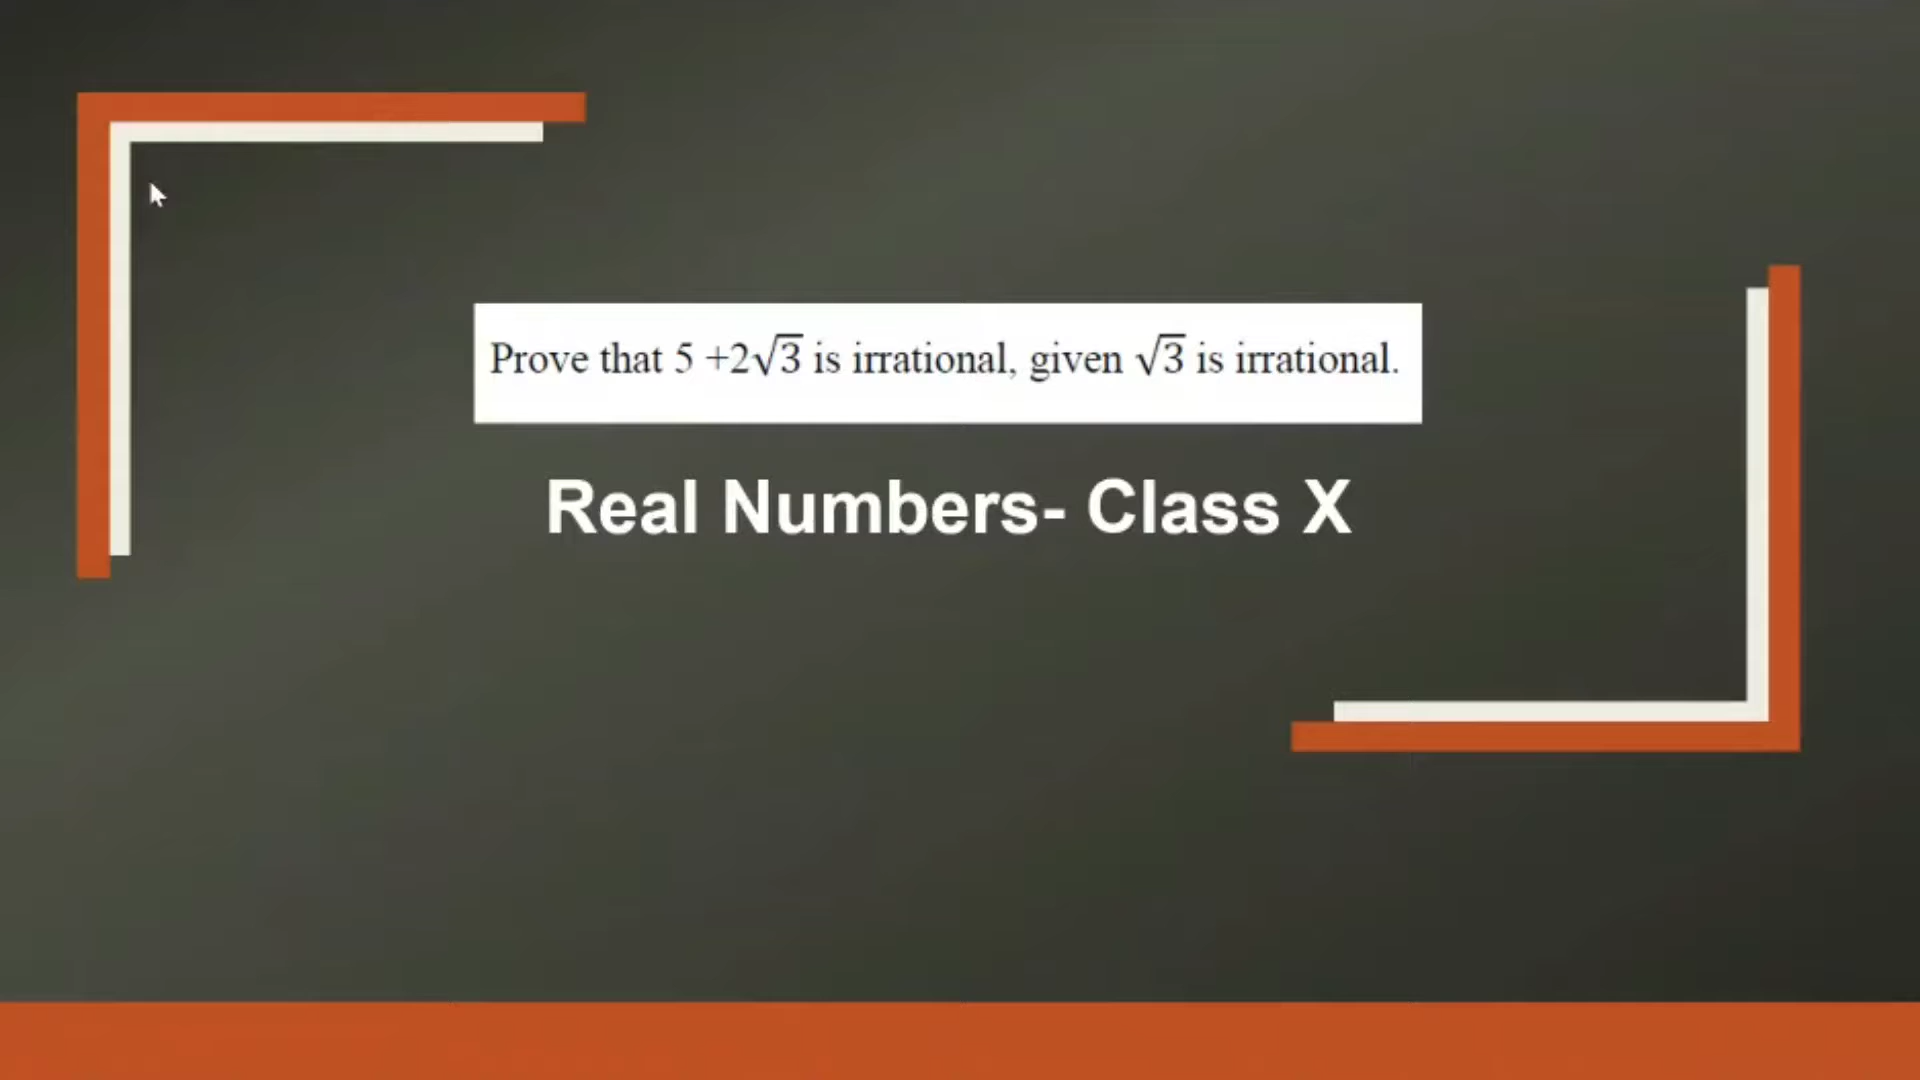 Prove that 5 +2√3 is irrational, given √3 is irrational.
Real Numbers- Class X